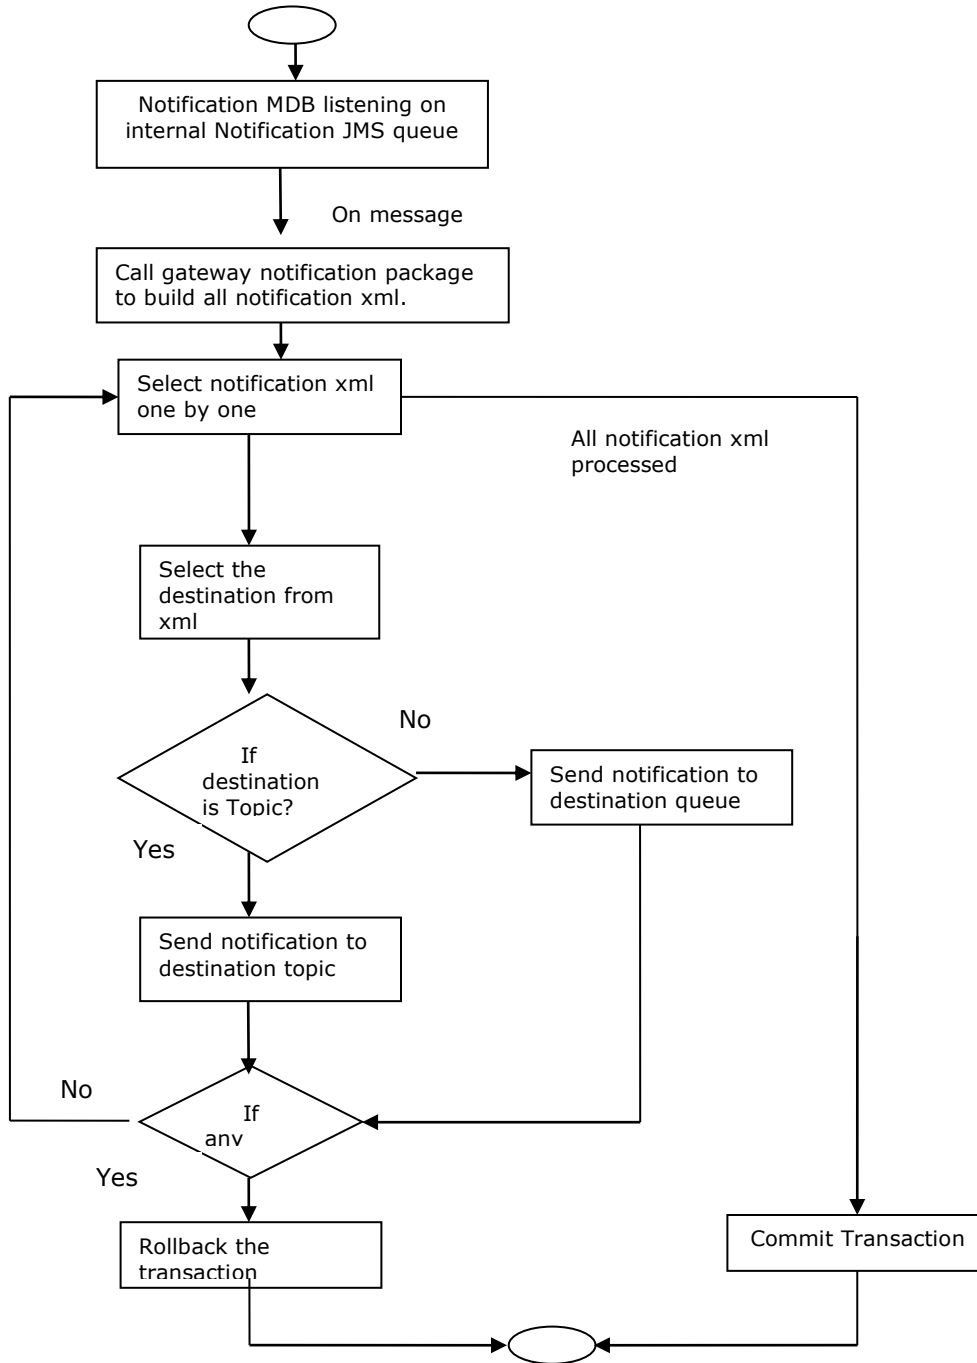 Notification MDB listening on
internal Notification JMS queue
On message
Call gateway notification package
to build all notification xml.
Select notification xml
one by one
All notification xml
processed
Select the
destination from
xml
No
If
destination
is Topic?
Send notification to
destination queue
Yes
Send notification to
destination topic
No
If
any
Yes
Rollback the
transaction
Commit Transaction